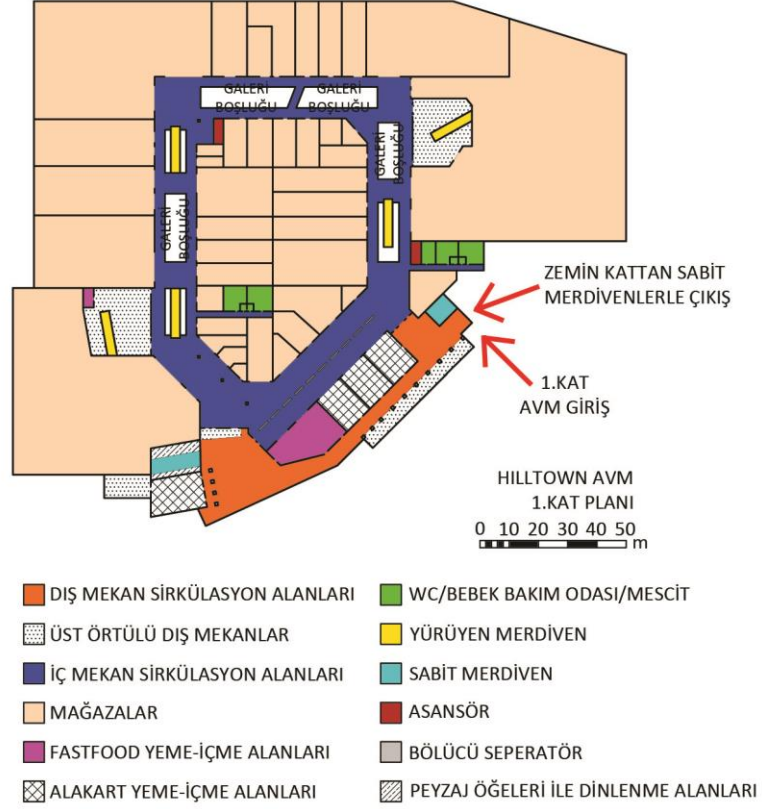 GALERİ
BOŞLUĞU
GALERİ
BOŞLUĞU
GALERİ
BOŞLUĞU
GALERİ
BOŞLUĞU
ZEMİN KATTAN SABİT
MERDİVENLERLE ÇIKIŞ
1.KAT
AVM GİRİŞ
HILLTOWN AVM
1.KAT PLANI
0 10 20 30 40 50
m
DIŞ MEKAN SİRKÜLASYON ALANLARI
ÜST ÖRTÜLÜ DIŞ MEKANLAR
İÇ MEKAN SİRKÜLASYON ALANLARI
MAĞAZALAR
FASTFOOD YEME-İÇME ALANLARI
ALAKART YEME-İÇME ALANLARI
WC/BEBEK BAKIM ODASI/MESCİT
YÜRÜYEN MERDİVEN
SABİT MERDİVEN
ASANSÖR
BÖLÜCÜ SEPERATÖR
PEYZAJ ÖĞELERİ İLE DİNLENME ALANLARI